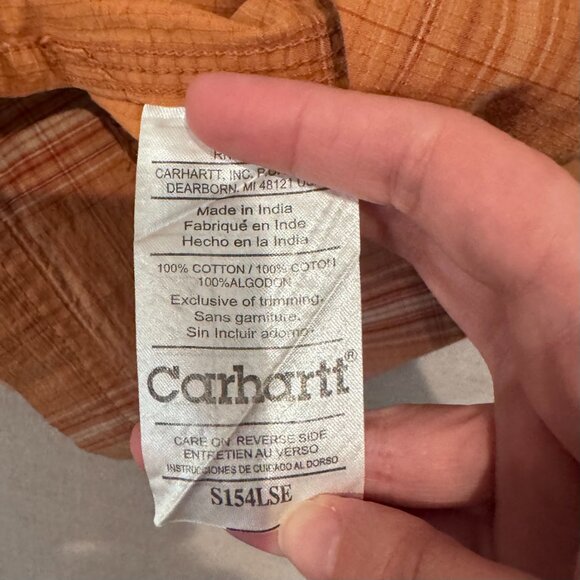 CARHARTT, INC. P.O.
DEARBORN, MI 48121
Made in India
Fabriqué en Inde
Hecho en la India
100% COTTON / 100% COTON
100%ALGODON
Exclusive of trimming.
Sans garniture.
Sin Incluir adorno.
Carhartt®
CARE ON REVERSE SIDE
ENTRETIEN AU VERSO
INSTRUCCIONES DE CUIDADO AL DORSO
S154LSE